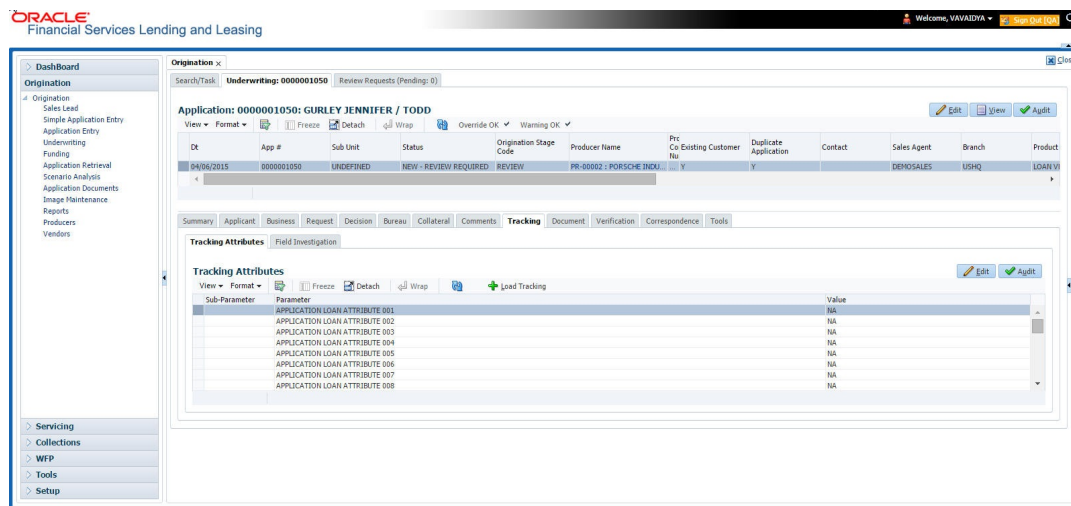 ORACLE®
Financial Services Lending and Leasing
Welcome, VAVAIDYA
Sign Out [QA]
DashBoard
Origination
Origination
Sales Lead
Simple Application Entry
Application Entry
Underwriting
Funding
Application Retrieval
Scenario Analysis
Application Documents
Image Maintenance
Reports
Producers
Vendors
Servicing
Collections
WFP
Tools
Setup
Origination x
Clos
Search/Task Underwriting: 0000001050 Review Requests (Pending: 0)
Application: 0000001050: GURLEY JENNIFER / TODD
Edit View Audit
View Format Freeze Detach Wrap Override OK Warning OK
Dt App # Sub Unit Status Origination Stage Code Producer Name Prc Co Nu Existing Customer Duplicate Application Contact Sales Agent Branch Product
04/06/2015 0000001050 UNDEFINED NEW - REVIEW REQUIRED REVIEW PR-00002 : PORSCHE INDU... ... Y Y DEMOSALES USHQ LOAN VI
Summary Applicant Business Request Decision Bureau Collateral Comments Tracking Document Verification Correspondence Tools
Tracking Attributes Field Investigation
Tracking Attributes
Edit Audit
View Format Freeze Detach Wrap Load Tracking
Sub-Parameter Parameter Value
APPLICATION LOAN ATTRIBUTE 001 NA
APPLICATION LOAN ATTRIBUTE 002 NA
APPLICATION LOAN ATTRIBUTE 003 NA
APPLICATION LOAN ATTRIBUTE 004 NA
APPLICATION LOAN ATTRIBUTE 005 NA
APPLICATION LOAN ATTRIBUTE 006 NA
APPLICATION LOAN ATTRIBUTE 007 NA
APPLICATION LOAN ATTRIBUTE 008 NA